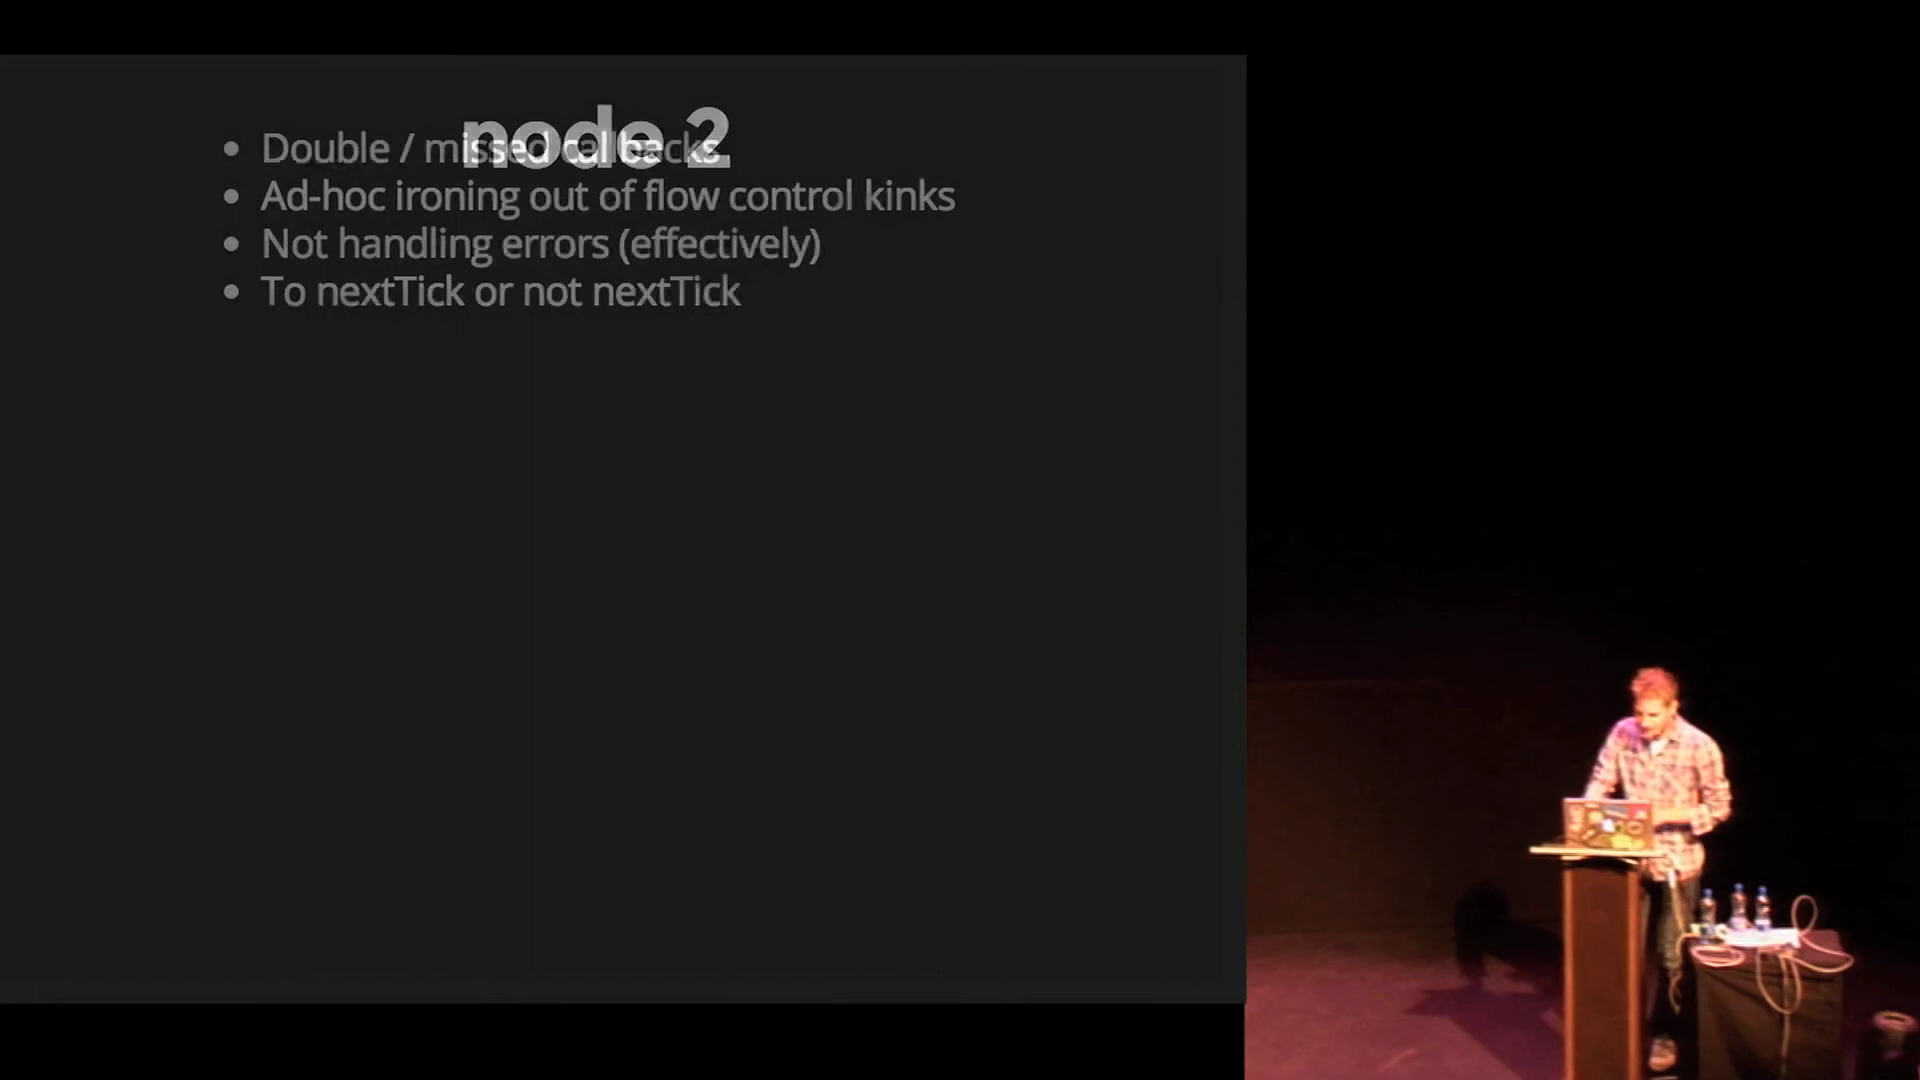 node 2
Double / missed callbacks
Ad-hoc ironing out of flow control kinks
Not handling errors (effectively)
To nextTick or not nextTick